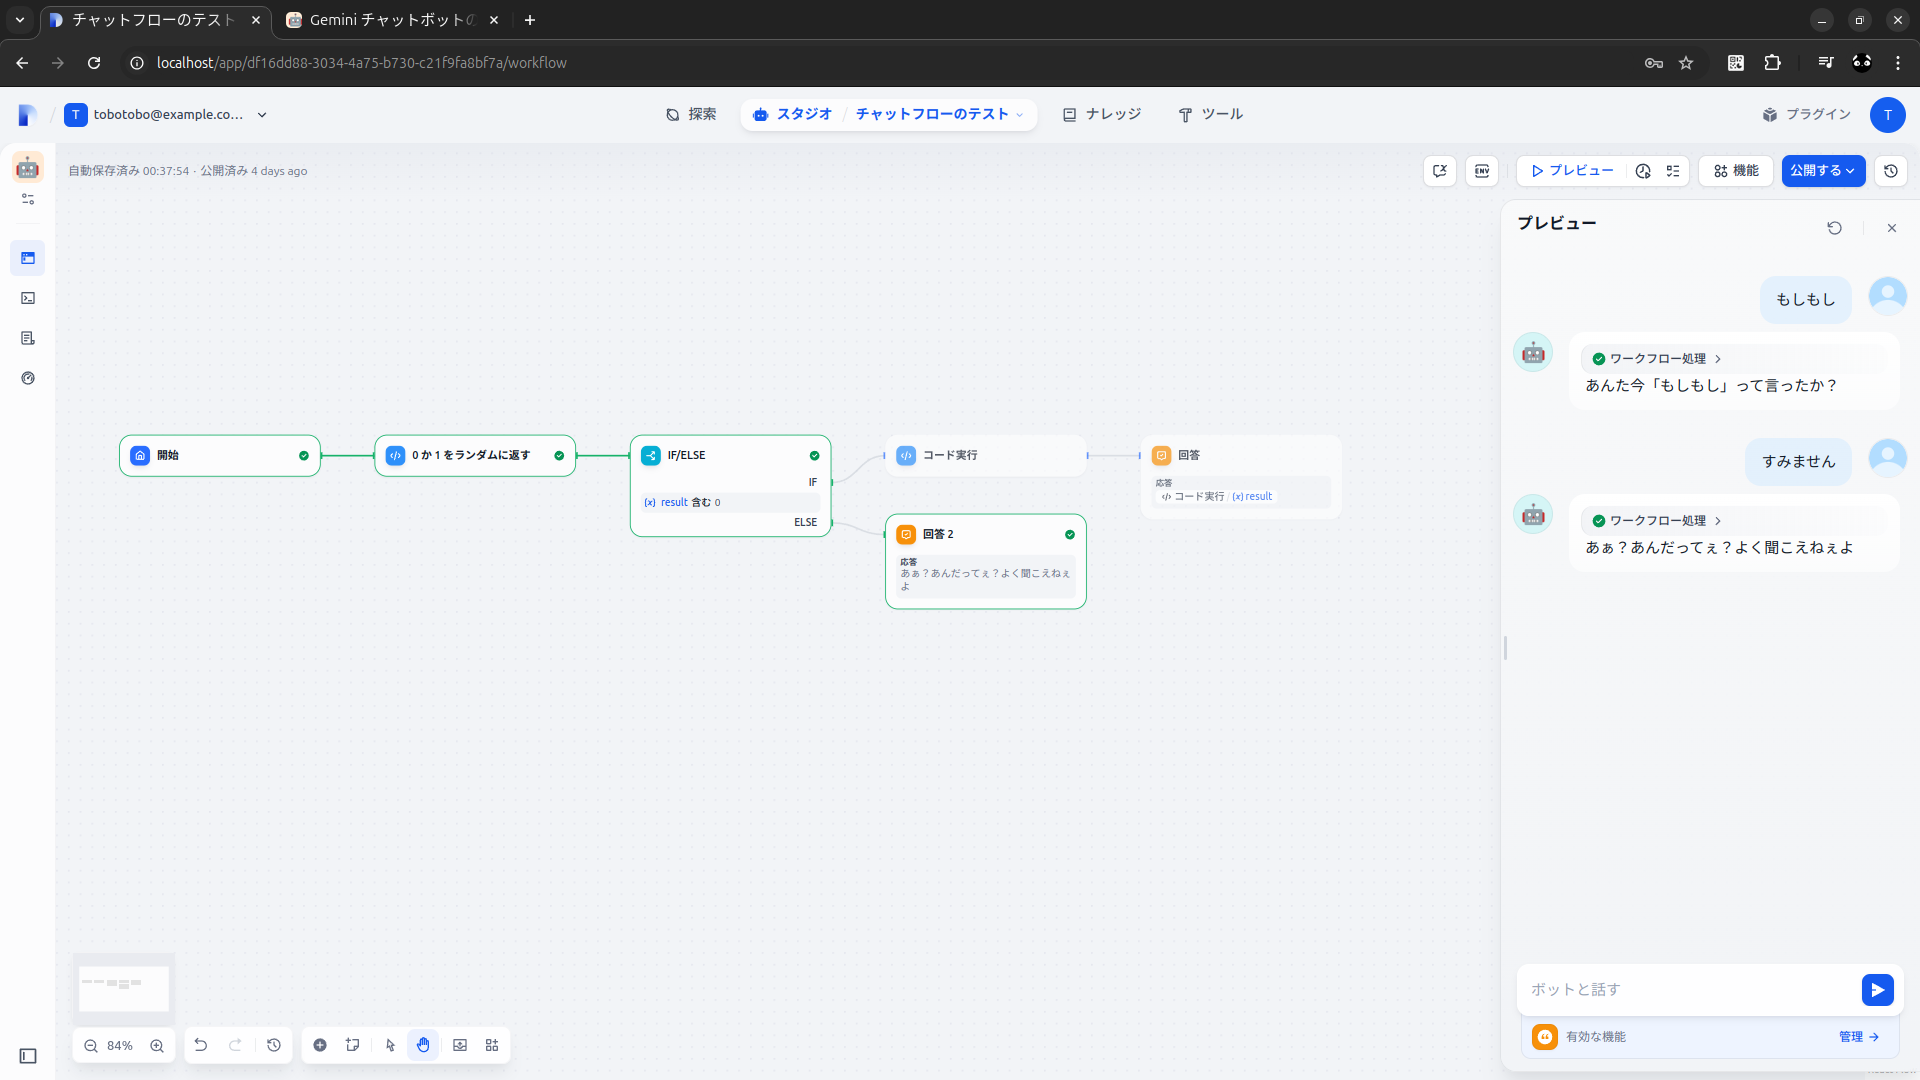 チャットフローのテスト
Gemini チャットボットの
localhost/app/df16dd88-3034-4a75-b730-c21f9fa8bf7a/workflow
T tobotobo@example.co...
探索
スタジオ / チャットフローのテスト
ナレッジ
ツール
プラグイン
T
自動保存済み 00:37:54 · 公開済み 4 days ago
ENV
プレビュー
機能
公開する
プレビュー
もしもし
ワークフロー処理
あんた今「もしもし」って言ったか？
すみません
ワークフロー処理
あぁ？あんだってぇ？よく聞こえねぇよ
開始
0 か 1 をランダムに返す
IF/ELSE
IF
(x) result 含む 0
ELSE
コード実行
回答
応答
コード実行 / (x) result
回答 2
応答
あぁ？あんだってぇ？よく聞こえねぇ
よ
84%
ボットと話す
有効な機能
管理